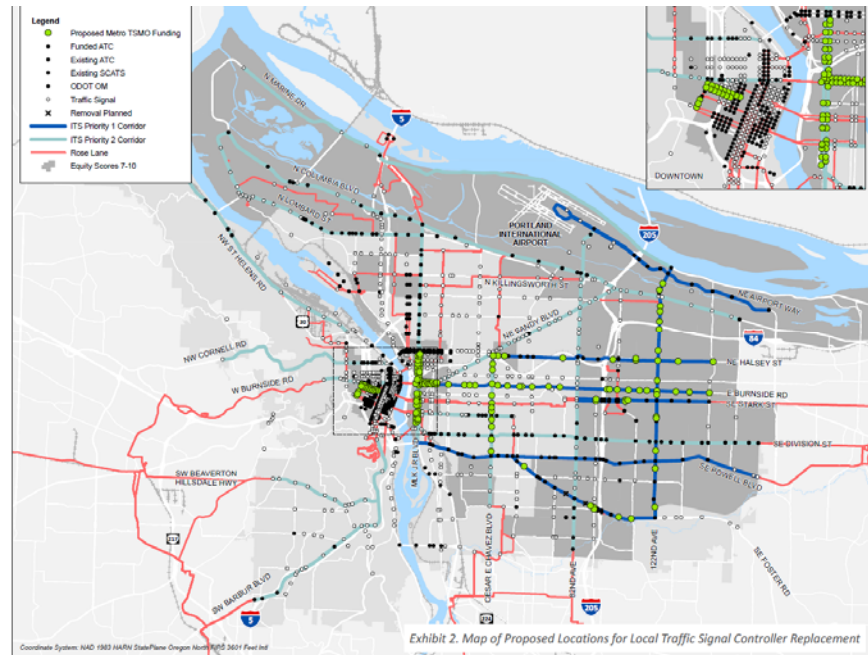 Legend
Proposed Metro TSMO Funding
Funded ATC
Existing ATC
Existing SCATS
ODOT OM
Traffic Signal
Removal Planned
ITS Priority 1 Corridor
ITS Priority 2 Corridor
Rose Lane
Equity Scores 7-10
DOWNTOWN
N MARINE DR
5
N COLUMBIA BLVD
N LOMBARD ST
PORTLAND
INTERNATIONAL
AIRPORT
205
NW ST HELENS RD
N KILLINGSWORTH ST
NE AIRPORT WAY
30
NE SANDY BLVD
84
NW CORNELL RD
NE HALSEY ST
W BURNSIDE RD
E BURNSIDE RD
SE STARK ST
MLK JR BLVD
SE DIVISION ST
SW BEAVERTON
HILLSDALE HWY
SE POWELL BLVD
CESAR E CHAVEZ BLVD
82ND AVE
122ND AVE
SE FOSTER RD
SW BARBUR BLVD
205
5
Exhibit 2. Map of Proposed Locations for Local Traffic Signal Controller Replacement
Coordinate System: NAD 1983 HARN StatePlane Oregon North FIPS 3601 Feet Intl